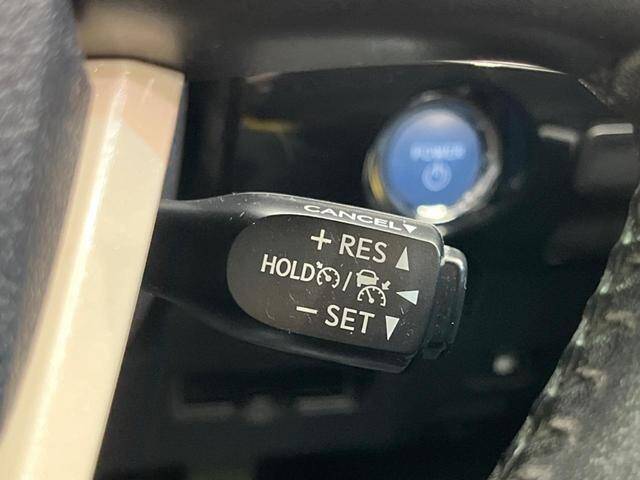 POWER
CANCEL▼
+ RES ▲
HOLD /
− SET ▼